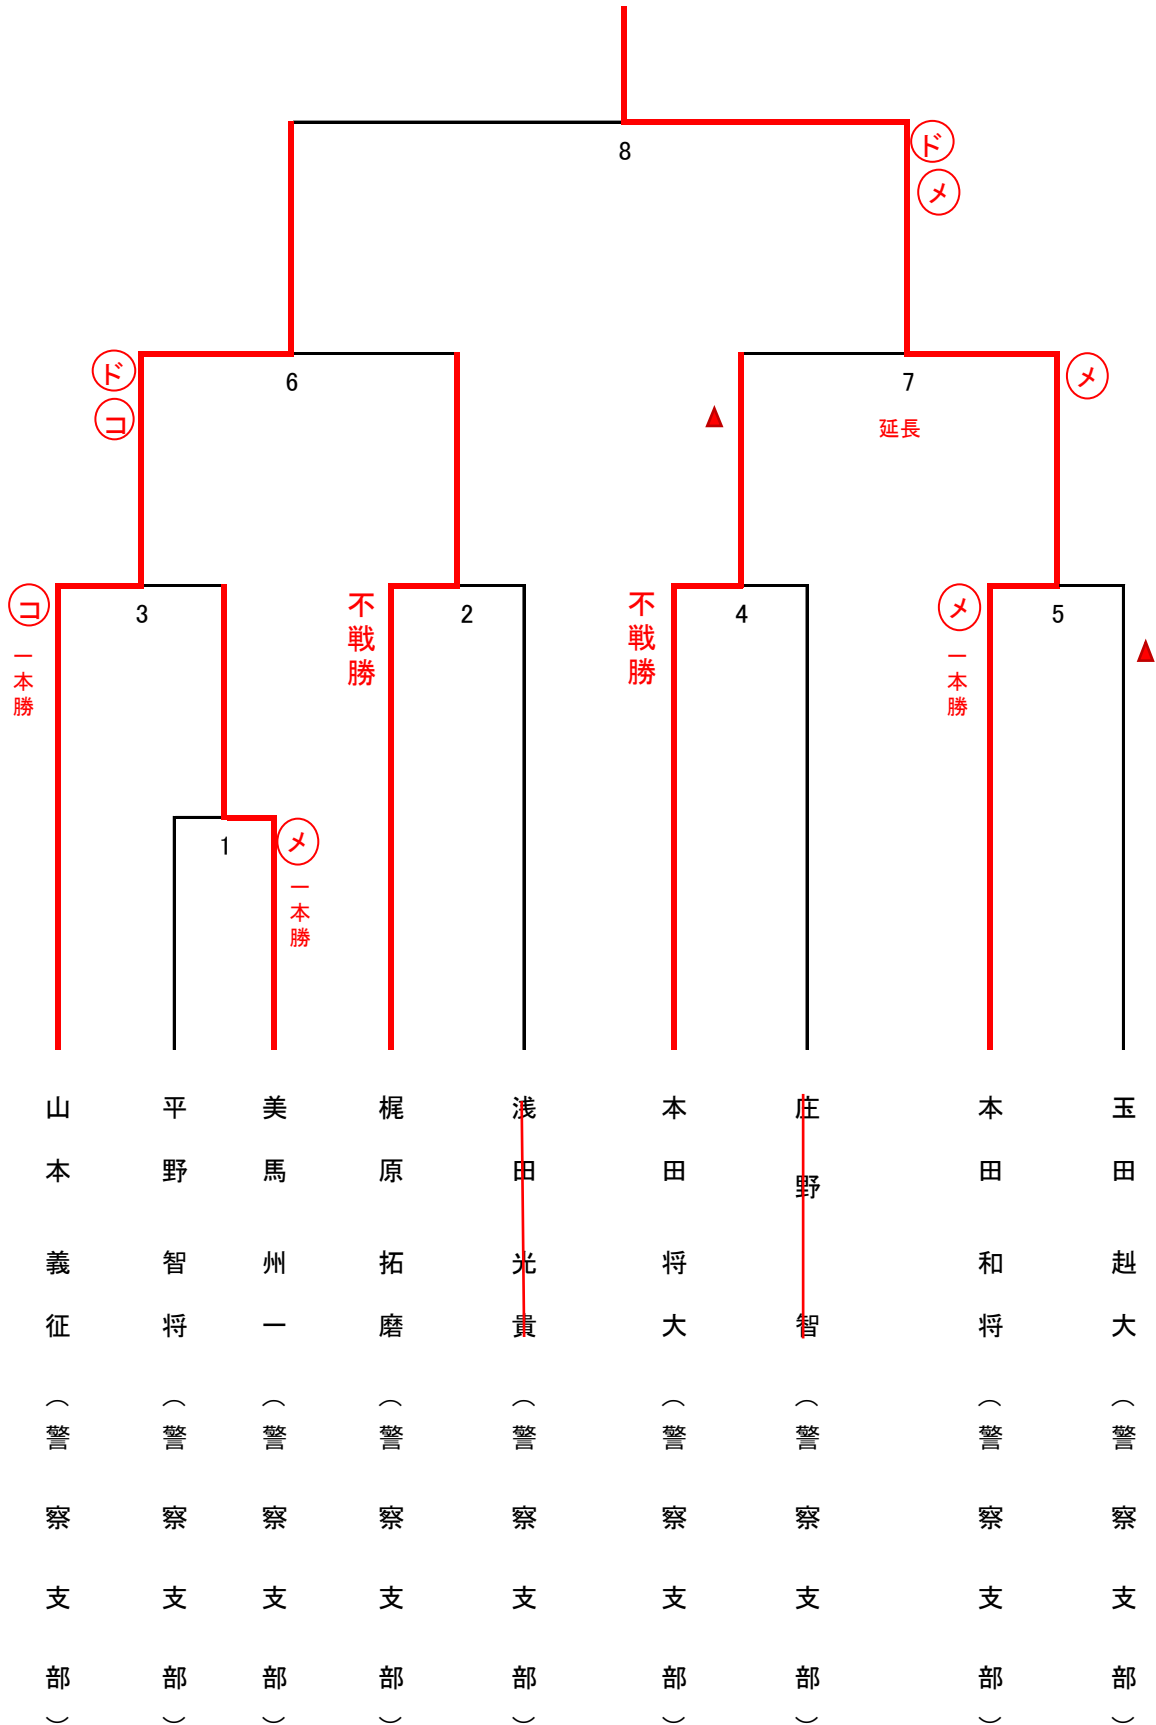 ド
メ
8
ド
コ
6
7
延長
▲
メ
コ
一本勝
3
不戦勝
2
不戦勝
4
メ
一本勝
5
▲
1
メ
一本勝
山本義征（警察支部）
平野智将（警察支部）
美馬州一（警察支部）
梶原拓磨（警察支部）
浅田光貴（警察支部）
本田将大（警察支部）
庄野智（警察支部）
本田和将（警察支部）
玉田赳大（警察支部）